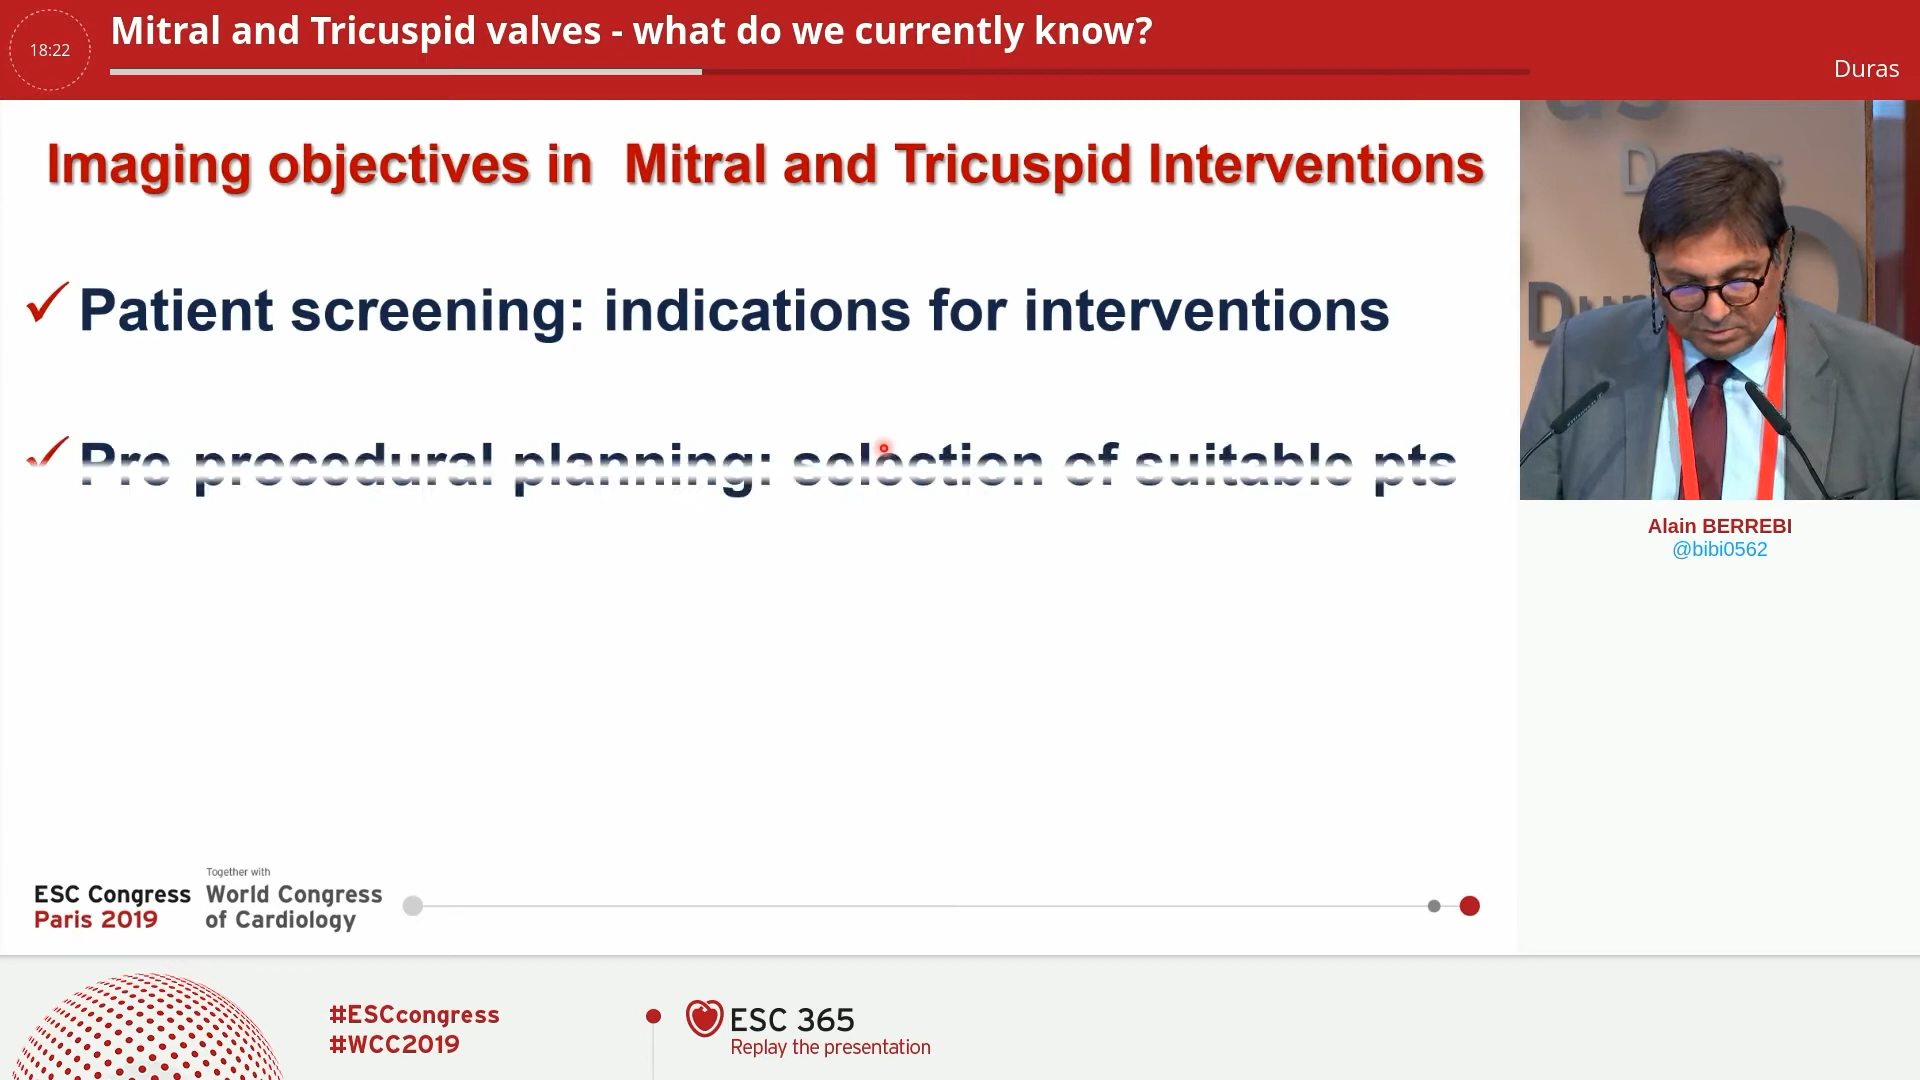 18:22
Mitral and Tricuspid valves - what do we currently know?
Duras
Imaging objectives in Mitral and Tricuspid Interventions
✓ Patient screening: indications for interventions
✓ Pre procedural planning: selection of suitable pts
Alain BERREBI
@bibi0562
ESC Congress
Paris 2019
Together with
World Congress
of Cardiology
#ESCcongress
#WCC2019
ESC 365
Replay the presentation